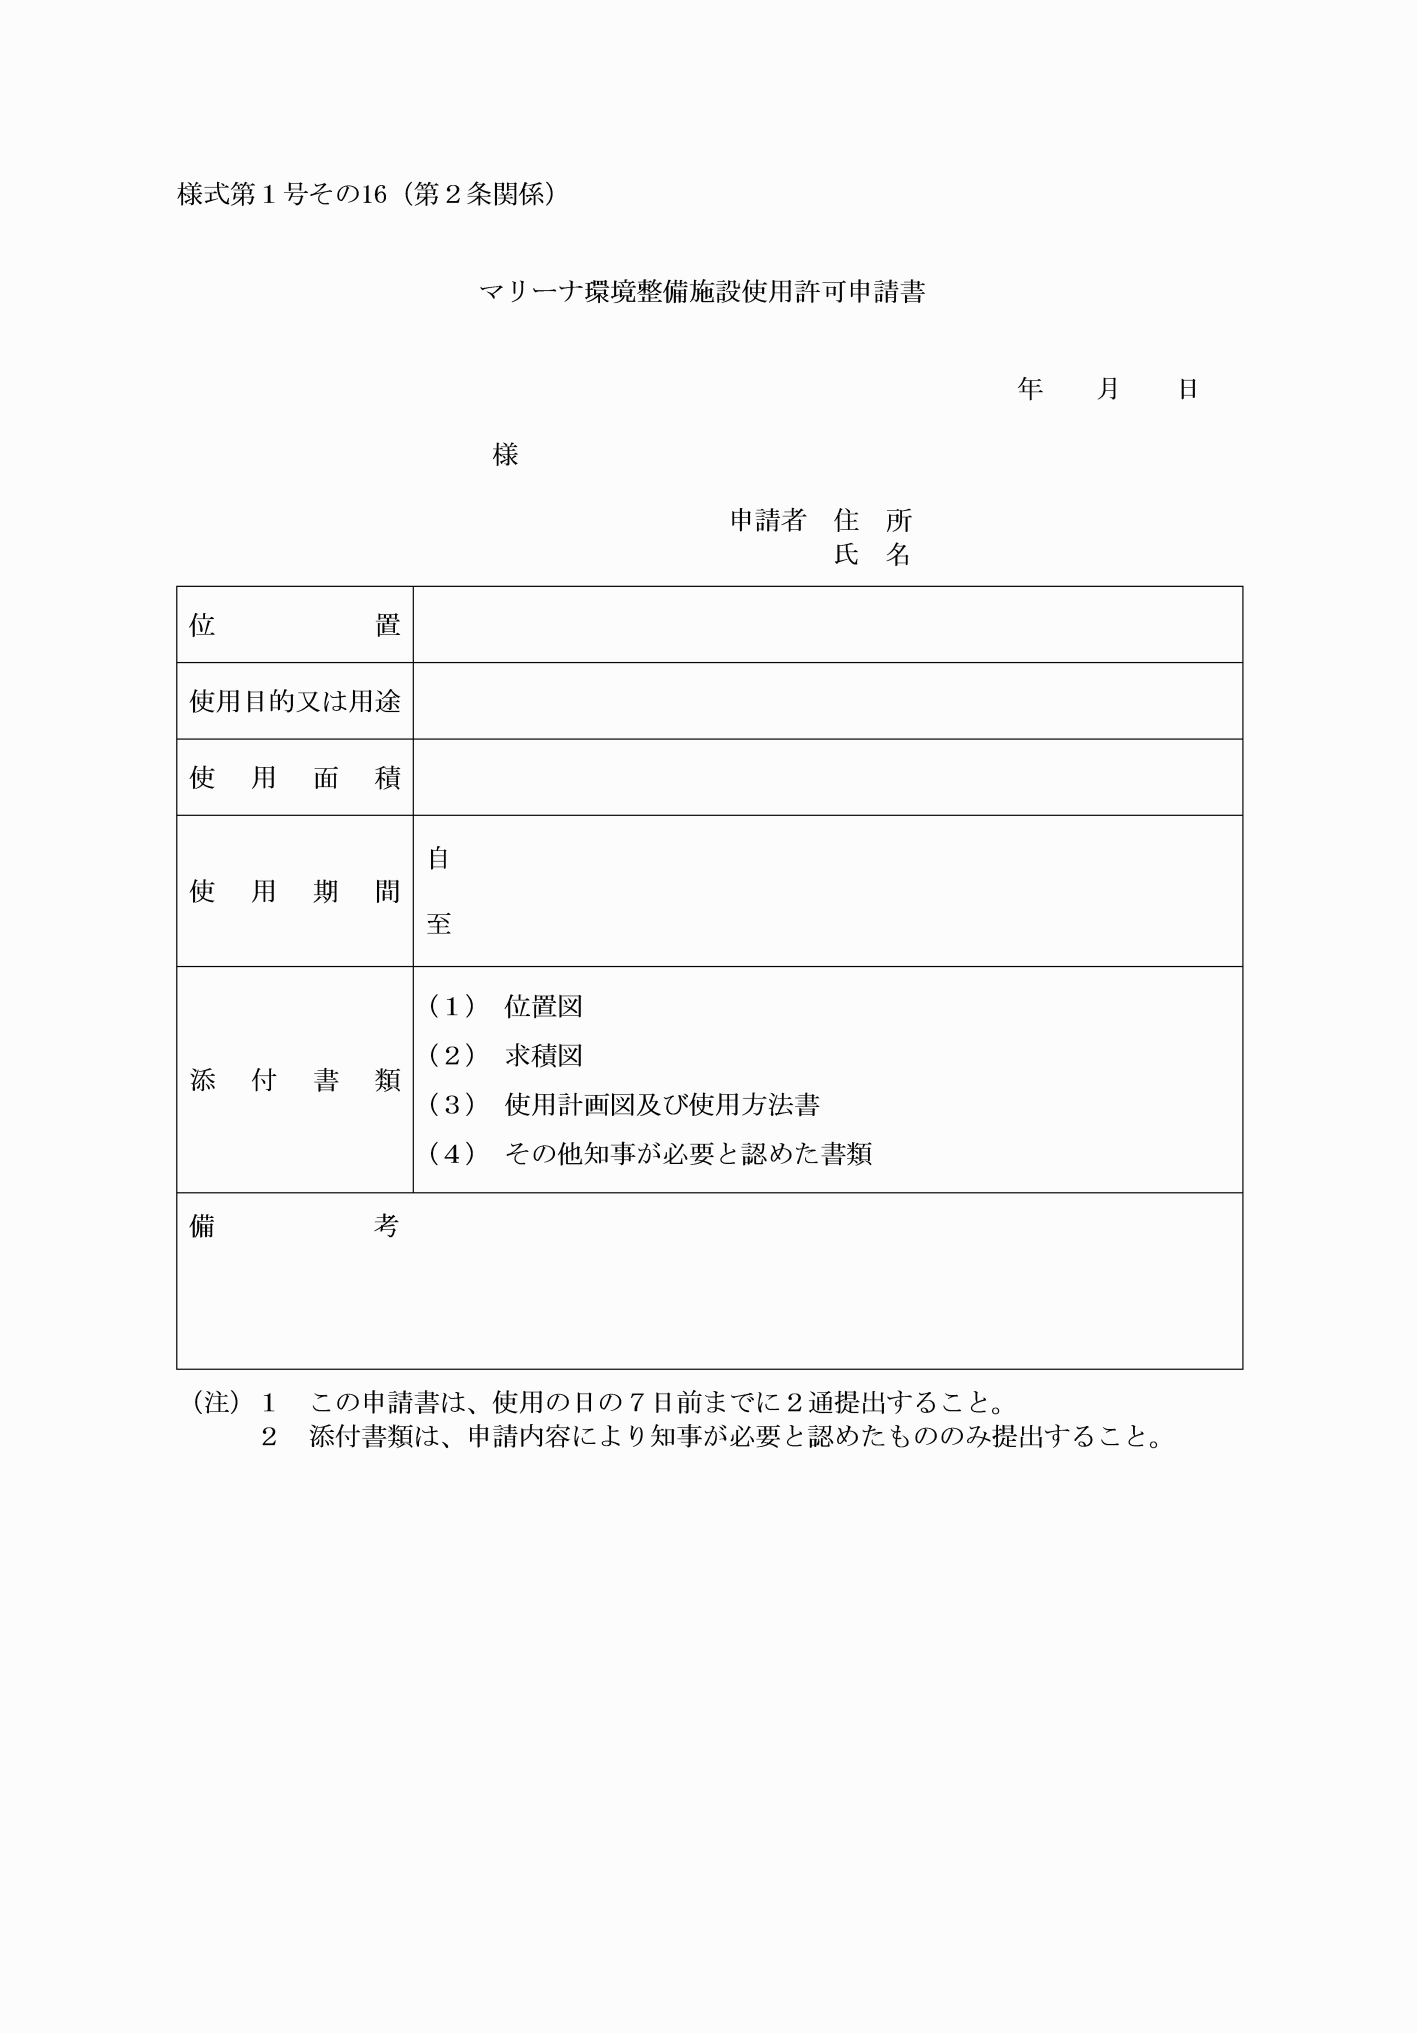 様式第１号その16（第２条関係）
マリーナ環境整備施設使用許可申請書
年　　月　　日
様
申請者　住　所
氏　名
位　　　　　　置
使用目的又は用途
使　用　面　積
使　用　期　間
自
至
添　付　書　類
（１）　位置図
（２）　求積図
（３）　使用計画図及び使用方法書
（４）　その他知事が必要と認めた書類
備　　　　　　考
（注）１　この申請書は、使用の日の７日前までに２通提出すること。
２　添付書類は、申請内容により知事が必要と認めたもののみ提出すること。